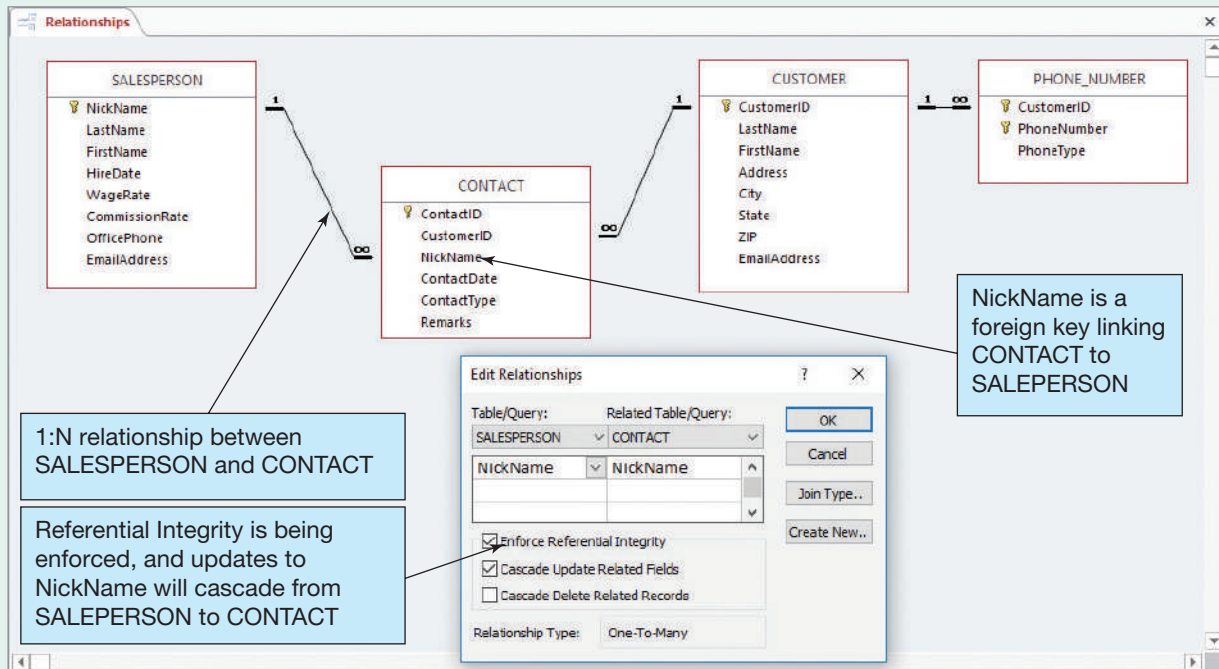 Relationships
SALESPERSON
NickName
LastName
FirstName
HireDate
WageRate
CommissionRate
OfficePhone
EmailAddress
1
∞
CONTACT
ContactID
CustomerID
NickName
ContactDate
ContactType
Remarks
1
∞
CUSTOMER
CustomerID
LastName
FirstName
Address
City
State
ZIP
EmailAddress
1 ∞
PHONE_NUMBER
CustomerID
PhoneNumber
PhoneType
NickName is a
foreign key linking
CONTACT to
SALEPERSON
1:N relationship between
SALESPERSON and CONTACT
Referential Integrity is being
enforced, and updates to
NickName will cascade from
SALEPERSON to CONTACT
Edit Relationships
?
Table/Query: Related Table/Query:
SALESPERSON CONTACT
NickName NickName
Enforce Referential Integrity
Cascade Update Related Fields
Cascade Delete Related Records
Relationship Type: One-To-Many
OK
Cancel
Join Type..
Create New..